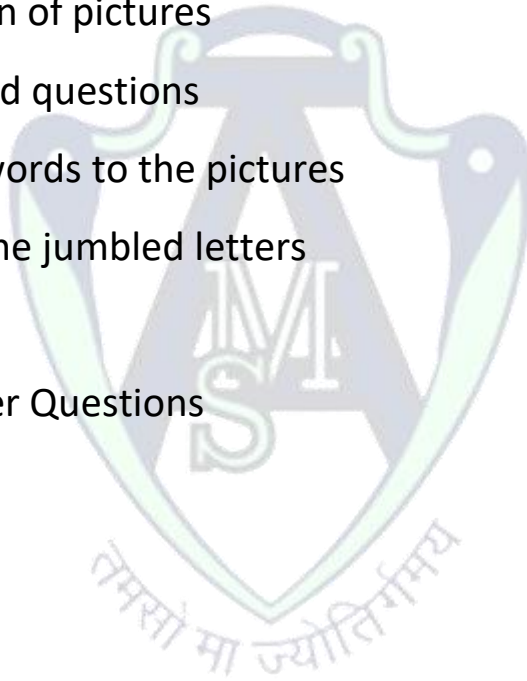 n of pictures
d questions
words to the pictures
he jumbled letters
er Questions
A
M
S
तमसो मा ज्योतिर्गमय